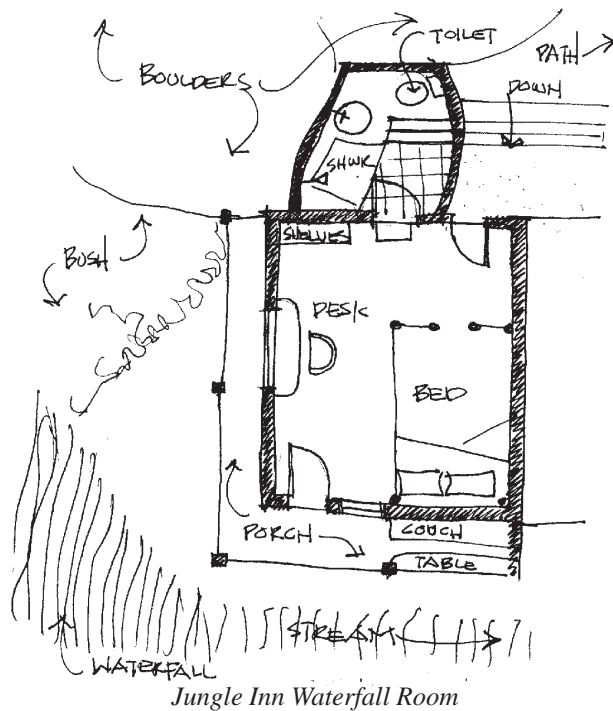 TOILET
PATH
BOULDERS
DOWN
SHWR
SHELVES
BUSH
DESK
BED
PORCH
COUCH
TABLE
STREAM
WATERFALL
Jungle Inn Waterfall Room